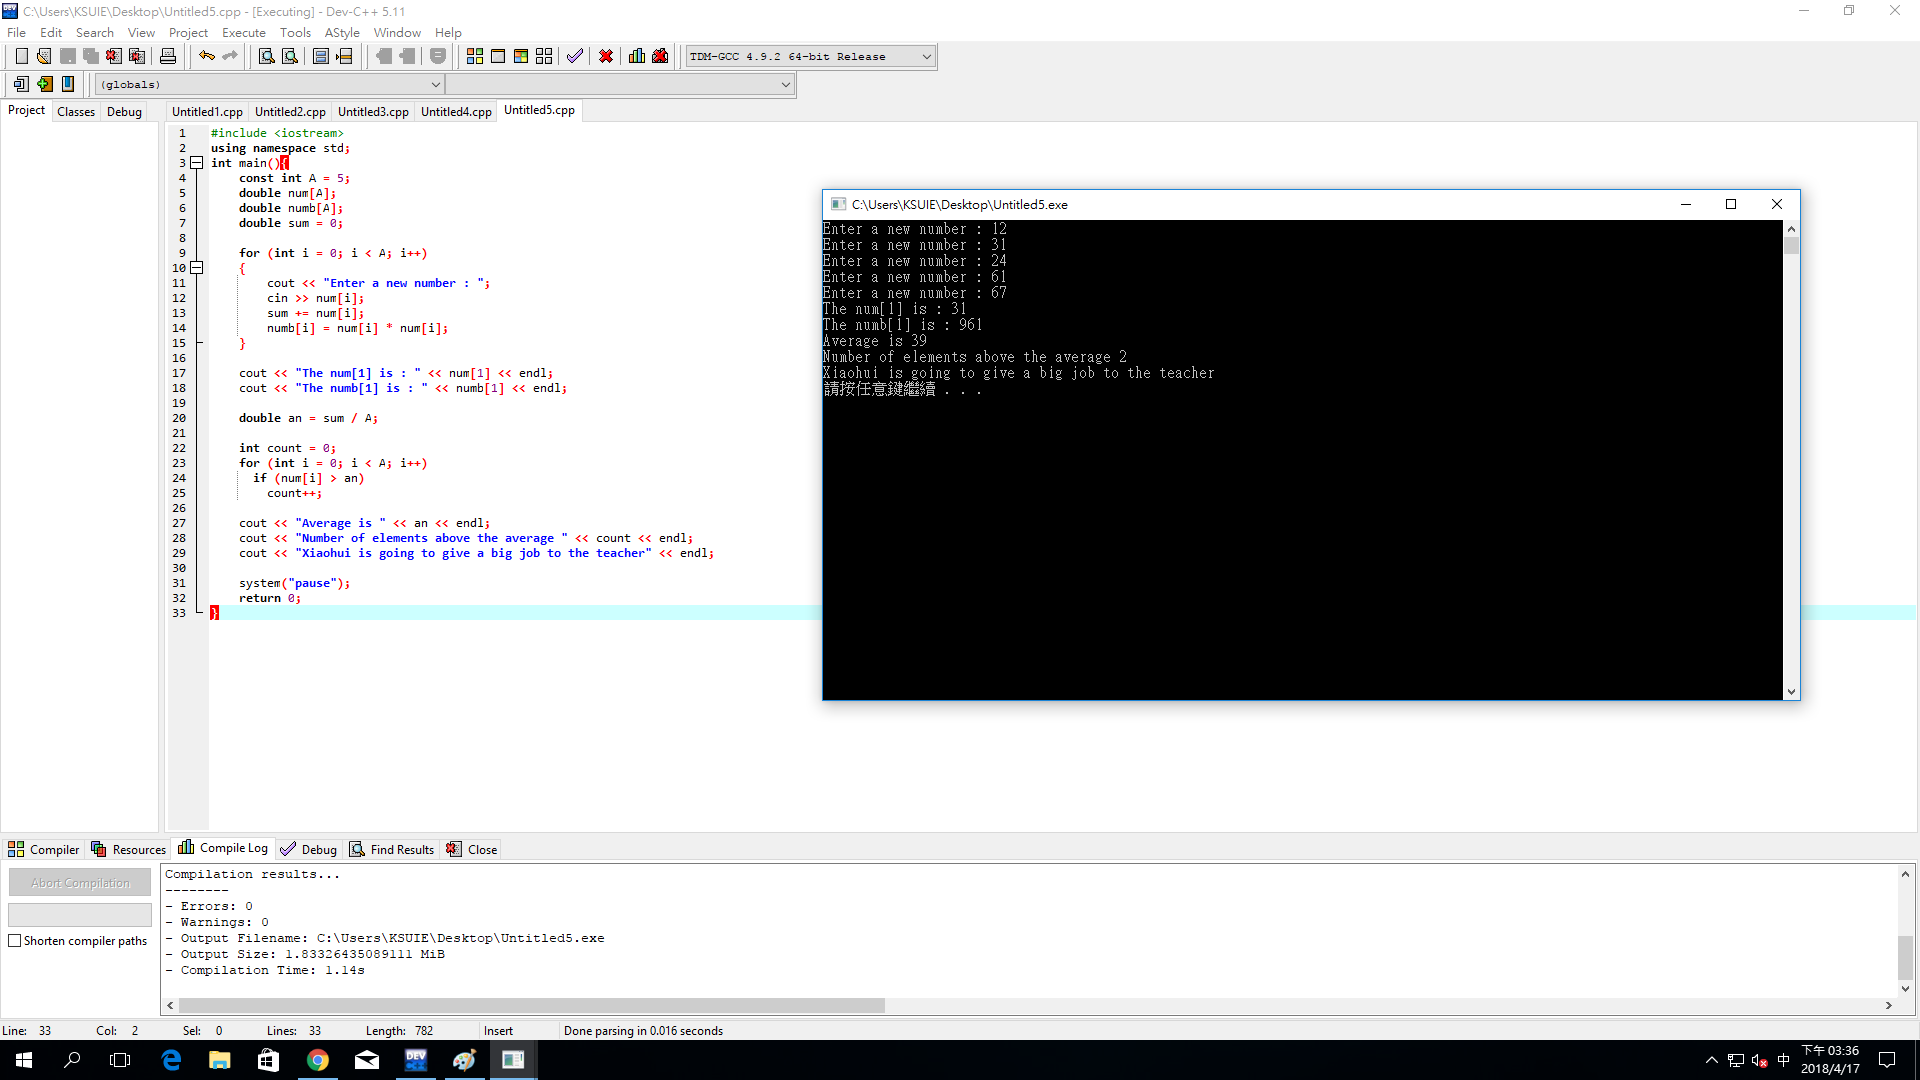 C:\Users\KSUIE\Desktop\Untitled5.cpp - [Executing] - Dev-C++ 5.11
File Edit Search View Project Execute Tools AStyle Window Help
TDM-GCC 4.9.2 64-bit Release
(globals)
Project Classes Debug
Untitled1.cpp Untitled2.cpp Untitled3.cpp Untitled4.cpp Untitled5.cpp
1 #include <iostream>
2 using namespace std;
3 int main(){
4 const int A = 5;
5 double num[A];
6 double numb[A];
7 double sum = 0;
8
9 for (int i = 0; i < A; i++)
10 {
11 cout << "Enter a new number : ";
12 cin >> num[i];
13 sum += num[i];
14 numb[i] = num[i] * num[i];
15 }
16
17 cout << "The num[1] is : " << num[1] << endl;
18 cout << "The numb[1] is : " << numb[1] << endl;
19
20 double an = sum / A;
21
22 int count = 0;
23 for (int i = 0; i < A; i++)
24 if (num[i] > an)
25 count++;
26
27 cout << "Average is " << an << endl;
28 cout << "Number of elements above the average " << count << endl;
29 cout << "Xiaohui is going to give a big job to the teacher" << endl;
30
31 system("pause");
32 return 0;
33 }
C:\Users\KSUIE\Desktop\Untitled5.exe
Enter a new number : 12
Enter a new number : 31
Enter a new number : 24
Enter a new number : 61
Enter a new number : 67
The num[1] is : 31
The numb[1] is : 961
Average is 39
Number of elements above the average 2
Xiaohui is going to give a big job to the teacher
請按任意鍵繼續 . . .
Compiler Resources Compile Log Debug Find Results Close
Abort Compilation
Shorten compiler paths
Compilation results...
--------
- Errors: 0
- Warnings: 0
- Output Filename: C:\Users\KSUIE\Desktop\Untitled5.exe
- Output Size: 1.83326435089111 MiB
- Compilation Time: 1.14s
Line: 33 Col: 2 Sel: 0 Lines: 33 Length: 782 Insert Done parsing in 0.016 seconds
DEV
中
下午 03:36
2018/4/17